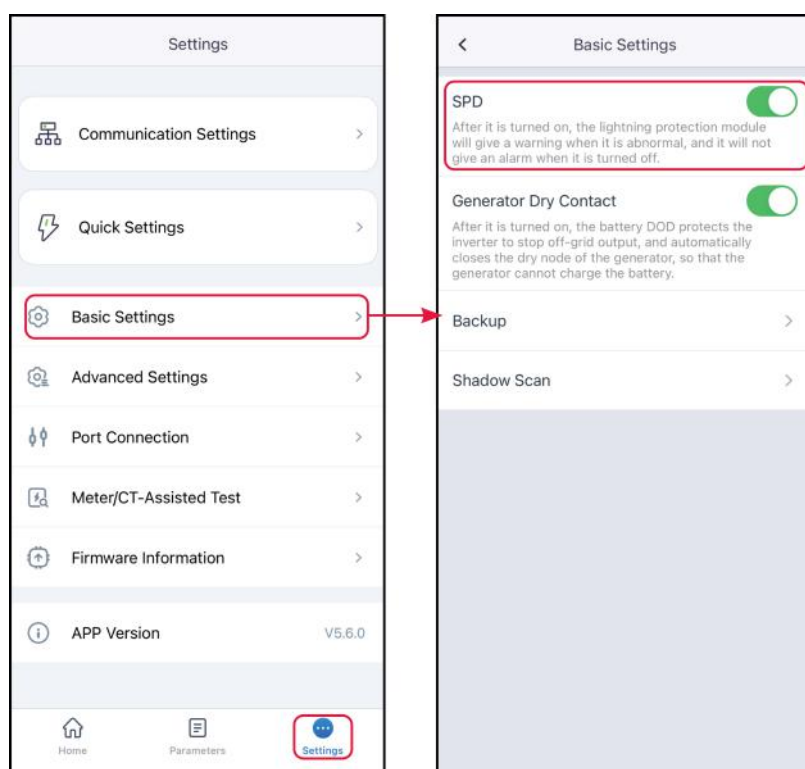 Settings
Communication Settings
Quick Settings
Basic Settings
Advanced Settings
Port Connection
Meter/CT-Assisted Test
Firmware Information
APP Version V5.6.0
Home Parameters Settings
Basic Settings
SPD
After it is turned on, the lightning protection module
will give a warning when it is abnormal, and it will not
give an alarm when it is turned off.
Generator Dry Contact
After it is turned on, the battery DOD protects the
inverter to stop off-grid output, and automatically
closes the dry node of the generator, so that the
generator cannot charge the battery.
Backup
Shadow Scan